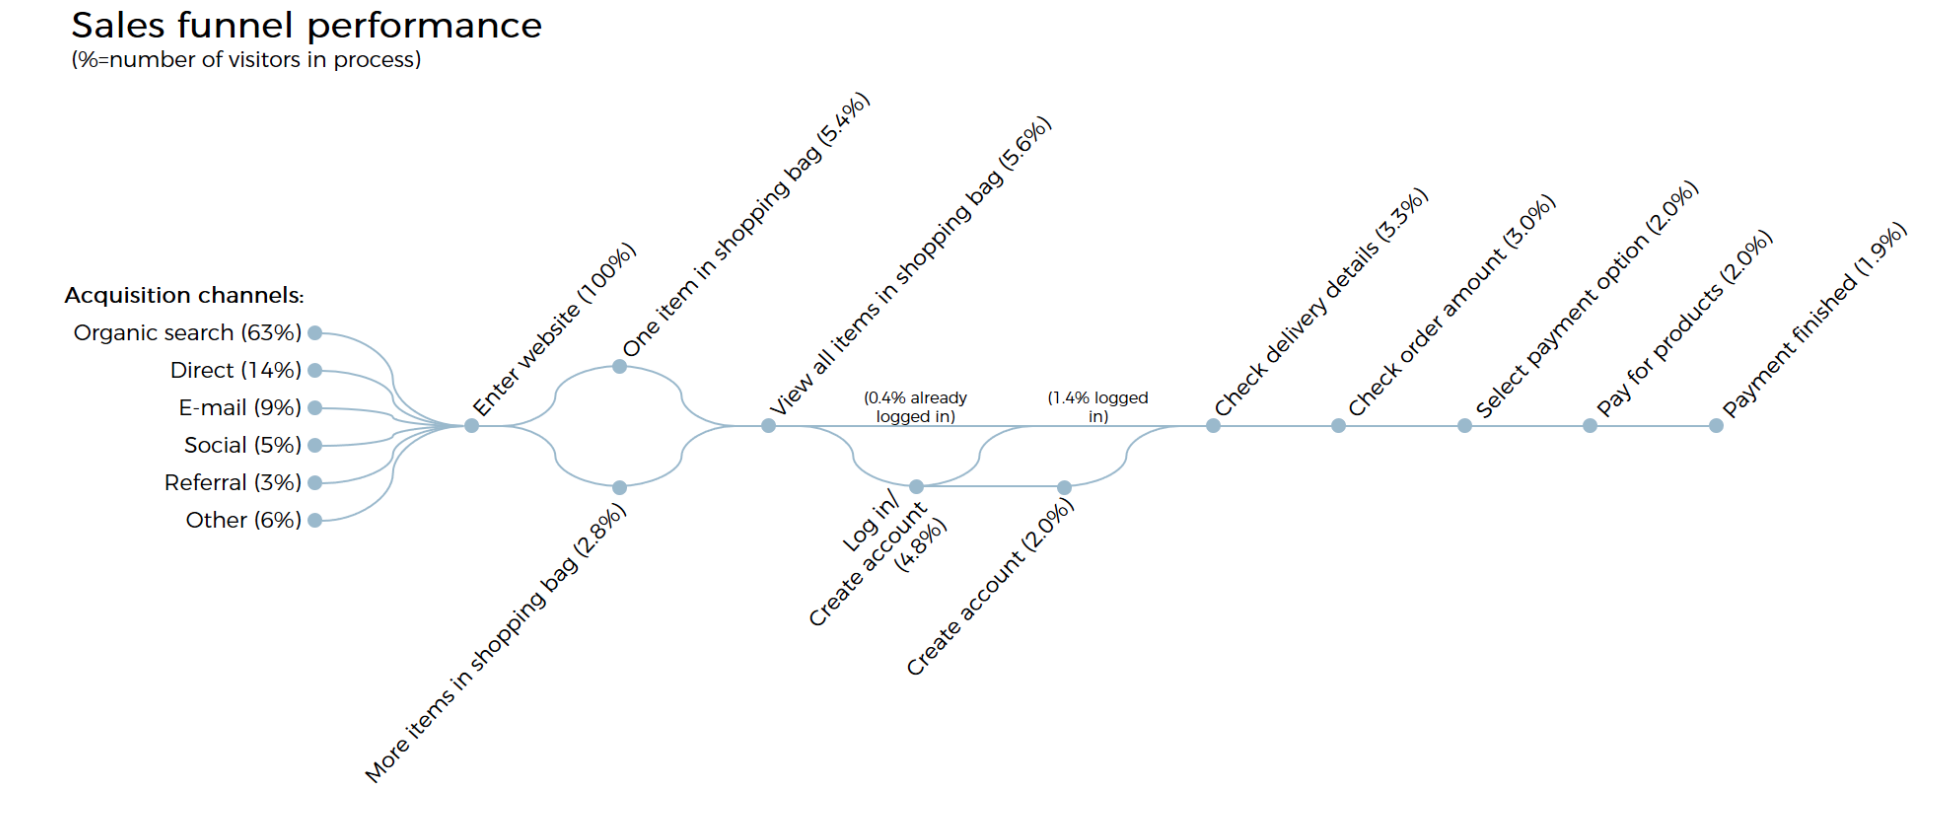 Sales funnel performance
(%=number of visitors in process)
Acquisition channels:
Organic search (63%)
Direct (14%)
E-mail (9%)
Social (5%)
Referral (3%)
Other (6%)
Enter website (100%)
One item in shopping bag (5.4%)
More items in shopping bag (2.8%)
View all items in shopping bag (5.6%)
(0.4% already
logged in)
Log in/
Create account
(4.8%)
(1.4% logged
in)
Create account (2.0%)
Check delivery details (3.3%)
Check order amount (3.0%)
Select payment option (2.0%)
Pay for products (2.0%)
Payment finished (1.9%)